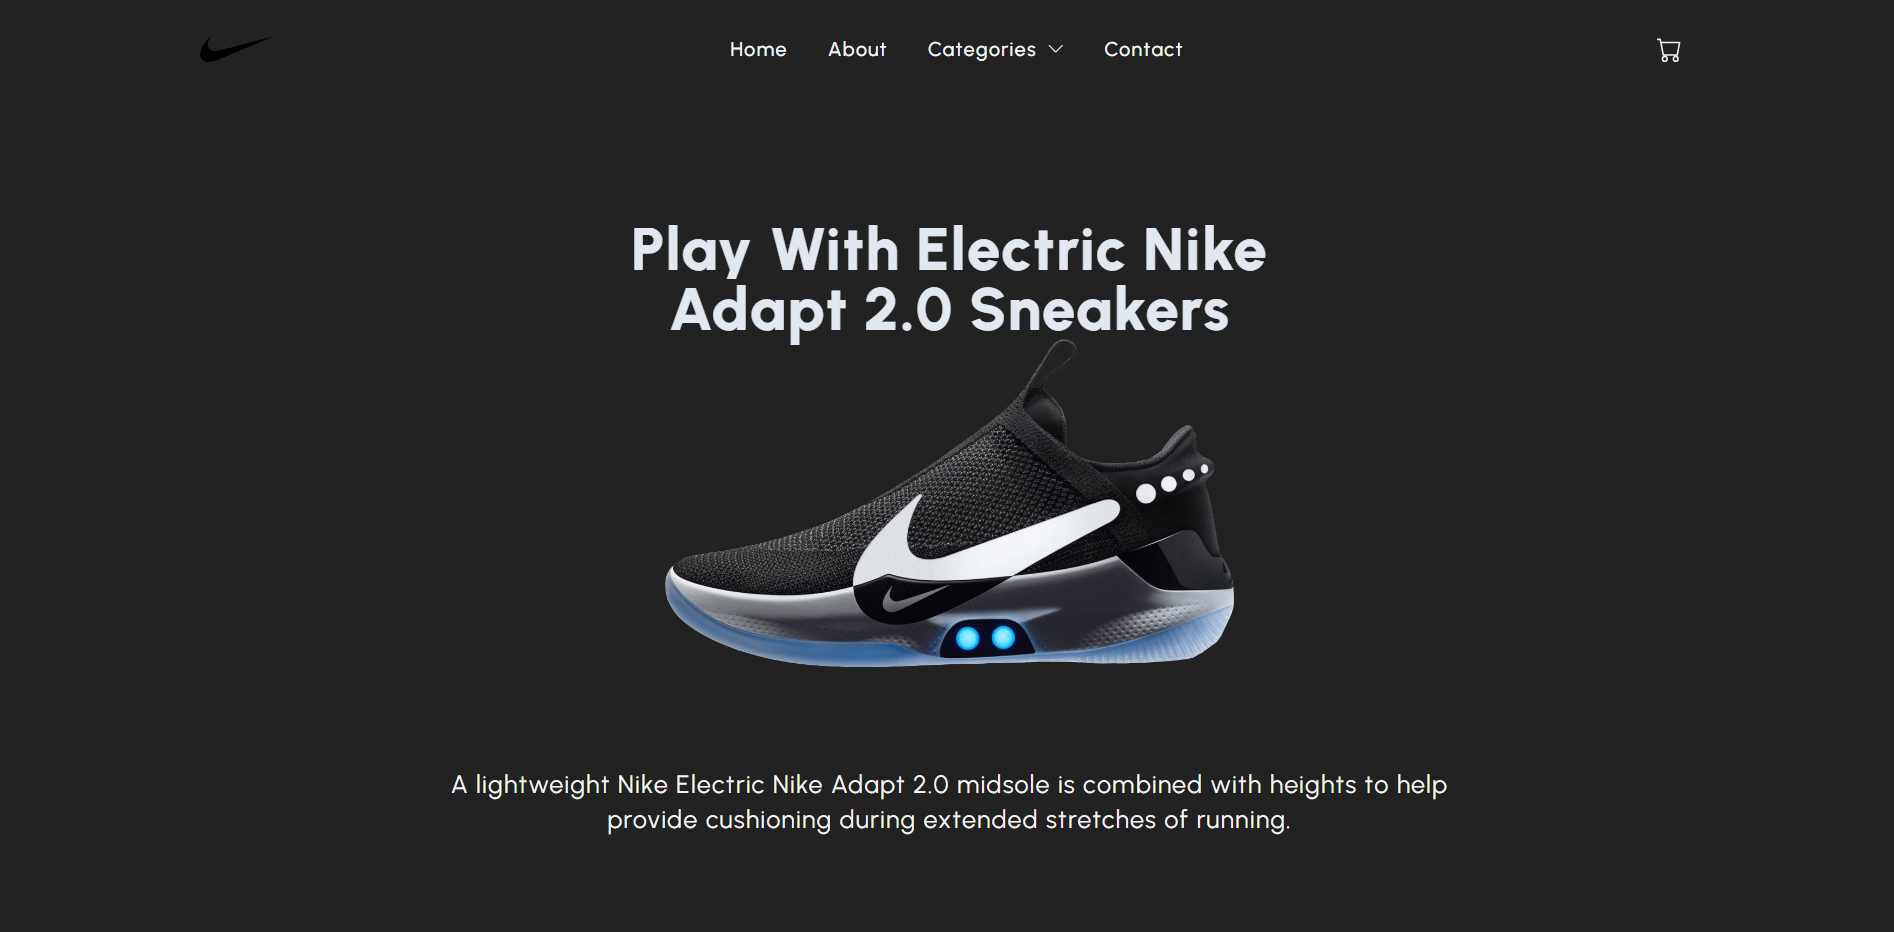 Home About Categories Contact
Play With Electric Nike
Adapt 2.0 Sneakers
A lightweight Nike Electric Nike Adapt 2.0 midsole is combined with heights to help
provide cushioning during extended stretches of running.